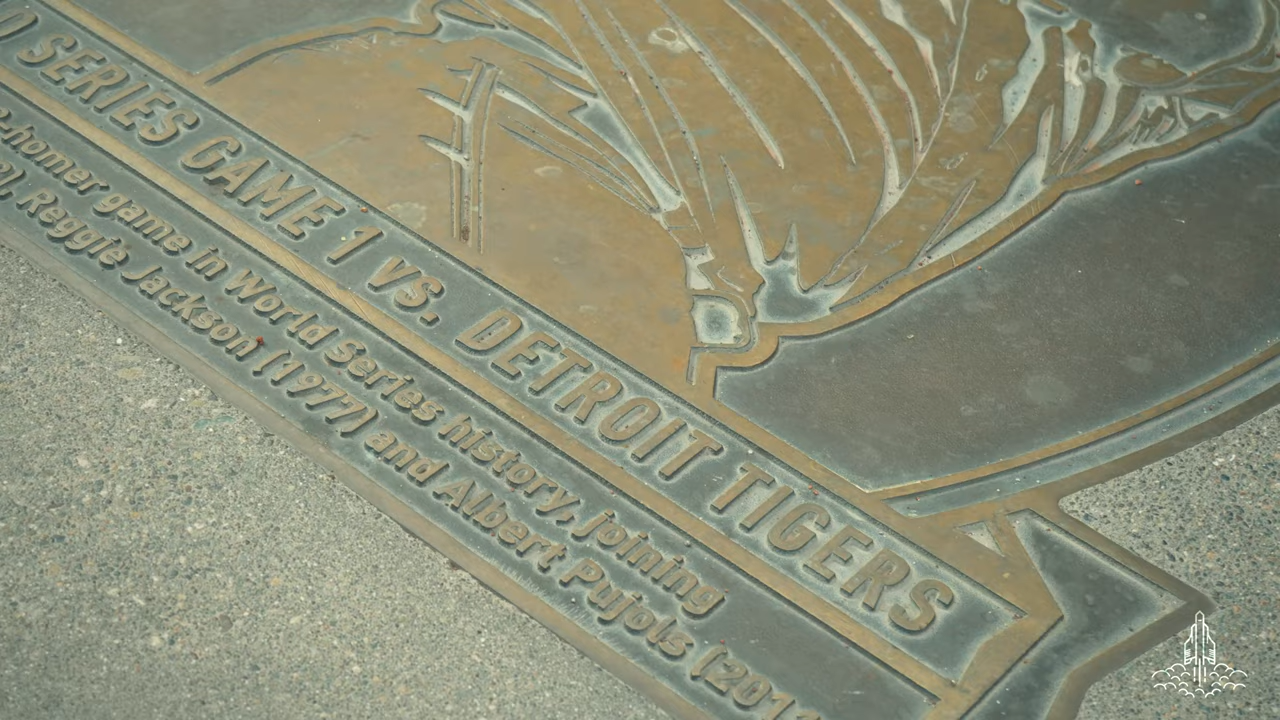 SERIES GAME 1 VS. DETROIT TIGERS
-homer game in World Series history, joining
Reggie Jackson (1977) and Albert Pujols (2011